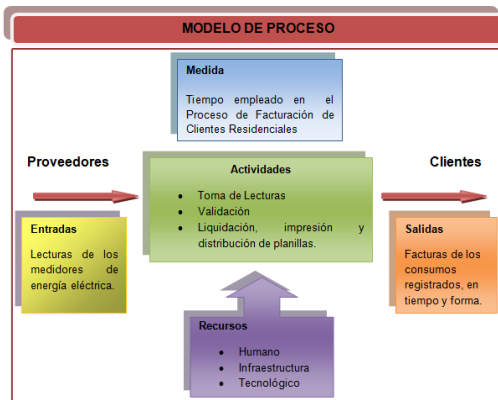 MODELO DE PROCESO
Medida
Tiempo empleado en el
Proceso de Facturación de
Clientes Residenciales
Proveedores
Clientes
Actividades
• Toma de Lecturas
• Validación
• Liquidación, impresión y
distribución de planillas.
Entradas
Lecturas de los
medidores de
energía eléctrica.
Salidas
Facturas de los
consumos
registrados, en
tiempo y forma.
Recursos
• Humano
• Infraestructura
• Tecnológico